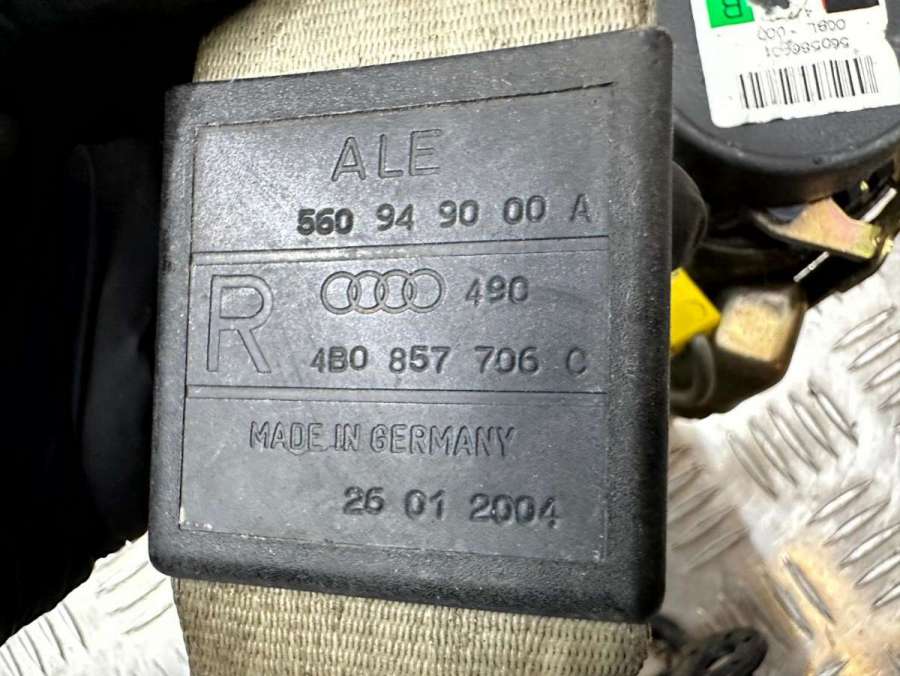 ALE
560 94 90 00 A
R
490
4B0 857 706 C
MADE IN GERMANY
26 01 2004
B